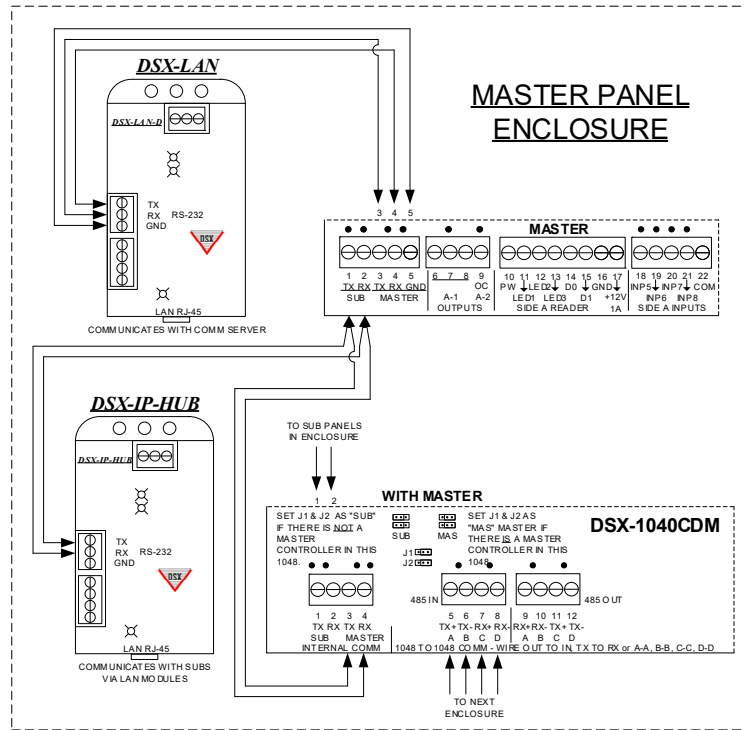 DSX-LAN
DSX-LAN-D
TX
RX RS-232
GND
DSX
LAN RJ-45
COMMUNICATES WITH COMM SERVER
MASTER PANEL
ENCLOSURE
3 4 5
MASTER
1 2 3 4 5 6 7 8 9 10 11 12 13 14 15 16 17 18 19 20 21 22
TX RX TX RX GND OC PW LED2 D0 GND INP5 INP7 COM
SUB MASTER A-1 A-2 LED1 LED3 D1 +12V INP6 INP8
OUTPUTS SIDE A READER 1A SIDE A INPUTS
DSX-IP-HUB
DSX-IP-HUB
TX
RX RS-232
GND
DSX
LAN RJ-45
COMMUNICATES WITH SUBS
VIA LAN MODULES
TO SUB PANELS
IN ENCLOSURE
1 2
WITH MASTER
SET J1 & J2 AS "SUB"
IF THERE IS NOT A
MASTER
CONTROLLER IN THIS
1048.
SUB
MAS
J1
J2
SET J1 & J2 AS
"MAS" MASTER IF
THERE IS A MASTER
CONTROLLER IN THIS
1048.
DSX-1040CDM
485 IN
485 OUT
1 2 3 4 5 6 7 8 9 10 11 12
TX RX TX RX TX+ TX- RX+ RX- RX+ RX- TX+ TX-
SUB MASTER A B C D A B C D
INTERNAL COMM 1048 TO 1048 COMM - WIRE OUT TO IN, TX TO RX or A-A, B-B, C-C, D-D
TO NEXT
ENCLOSURE